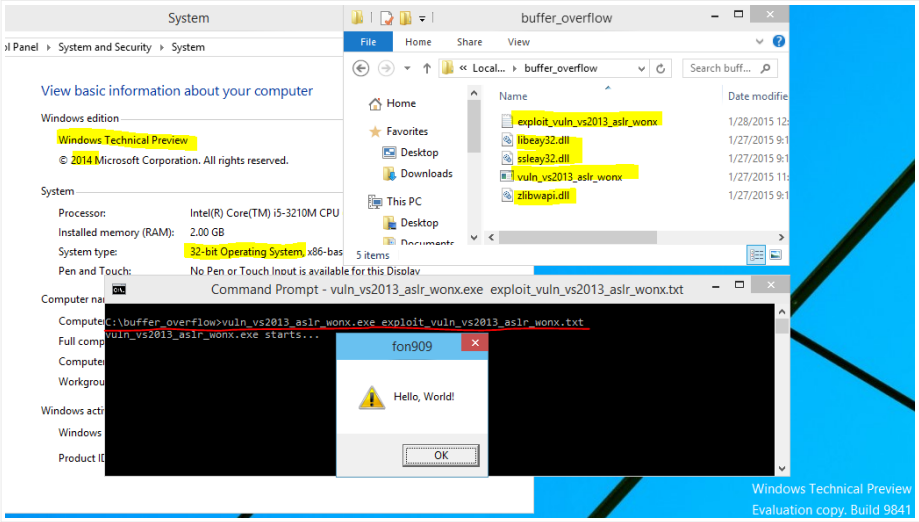 System
ol Panel › System and Security › System
View basic information about your computer
Windows edition
Windows Technical Preview
© 2014 Microsoft Corporation. All rights reserved.
System
Processor: Intel(R) Core(TM) i5-3210M CPU
Installed memory (RAM): 2.00 GB
System type: 32-bit Operating System, x86-bas
Pen and Touch: No Pen or Touch Input is available for this Display
Computer na
Compute
Full comp
Computer
Workgrou
Windows acti
Windows
Product ID
buffer_overflow
File Home Share View
« Local... › buffer_overflow
Search buff...
Home
Favorites
Desktop
Downloads
This PC
Desktop
Documents
Name Date modifie
exploit_vuln_vs2013_aslr_wonx 1/28/2015 12:
libeay32.dll 1/27/2015 9:1
ssleay32.dll 1/27/2015 9:1
vuln_vs2013_aslr_wonx 1/27/2015 11:
zlibwapi.dll 1/27/2015 9:1
5 items
Command Prompt - vuln_vs2013_aslr_wonx.exe exploit_vuln_vs2013_aslr_wonx.txt
C:\buffer_overflow>vuln_vs2013_aslr_wonx.exe exploit_vuln_vs2013_aslr_wonx.txt
vuln_vs2013_aslr_wonx.exe starts...
fon909
Hello, World!
OK
Windows Technical Preview
Evaluation copy. Build 9841